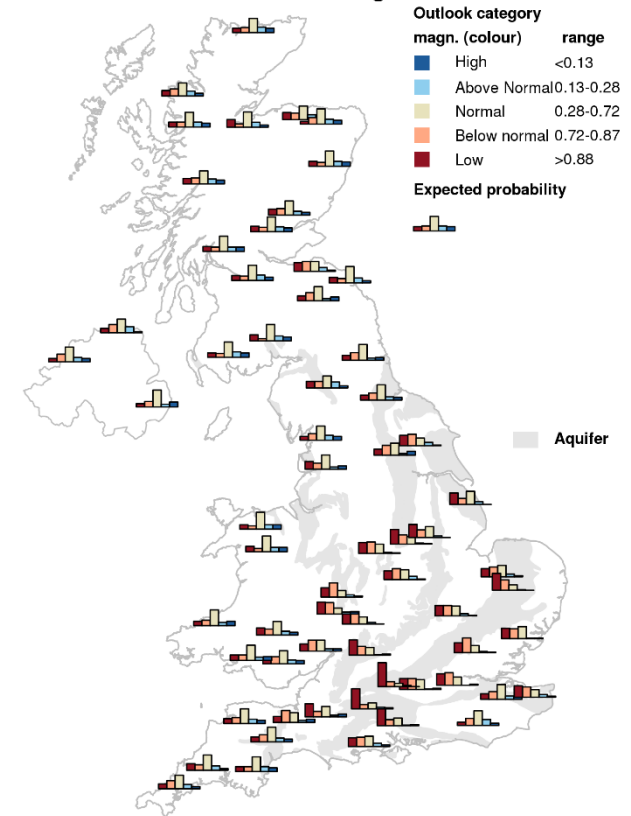 Outlook category
magn. (colour) range
High <0.13
Above Normal 0.13-0.28
Normal 0.28-0.72
Below normal 0.72-0.87
Low >0.88
Expected probability
Aquifer